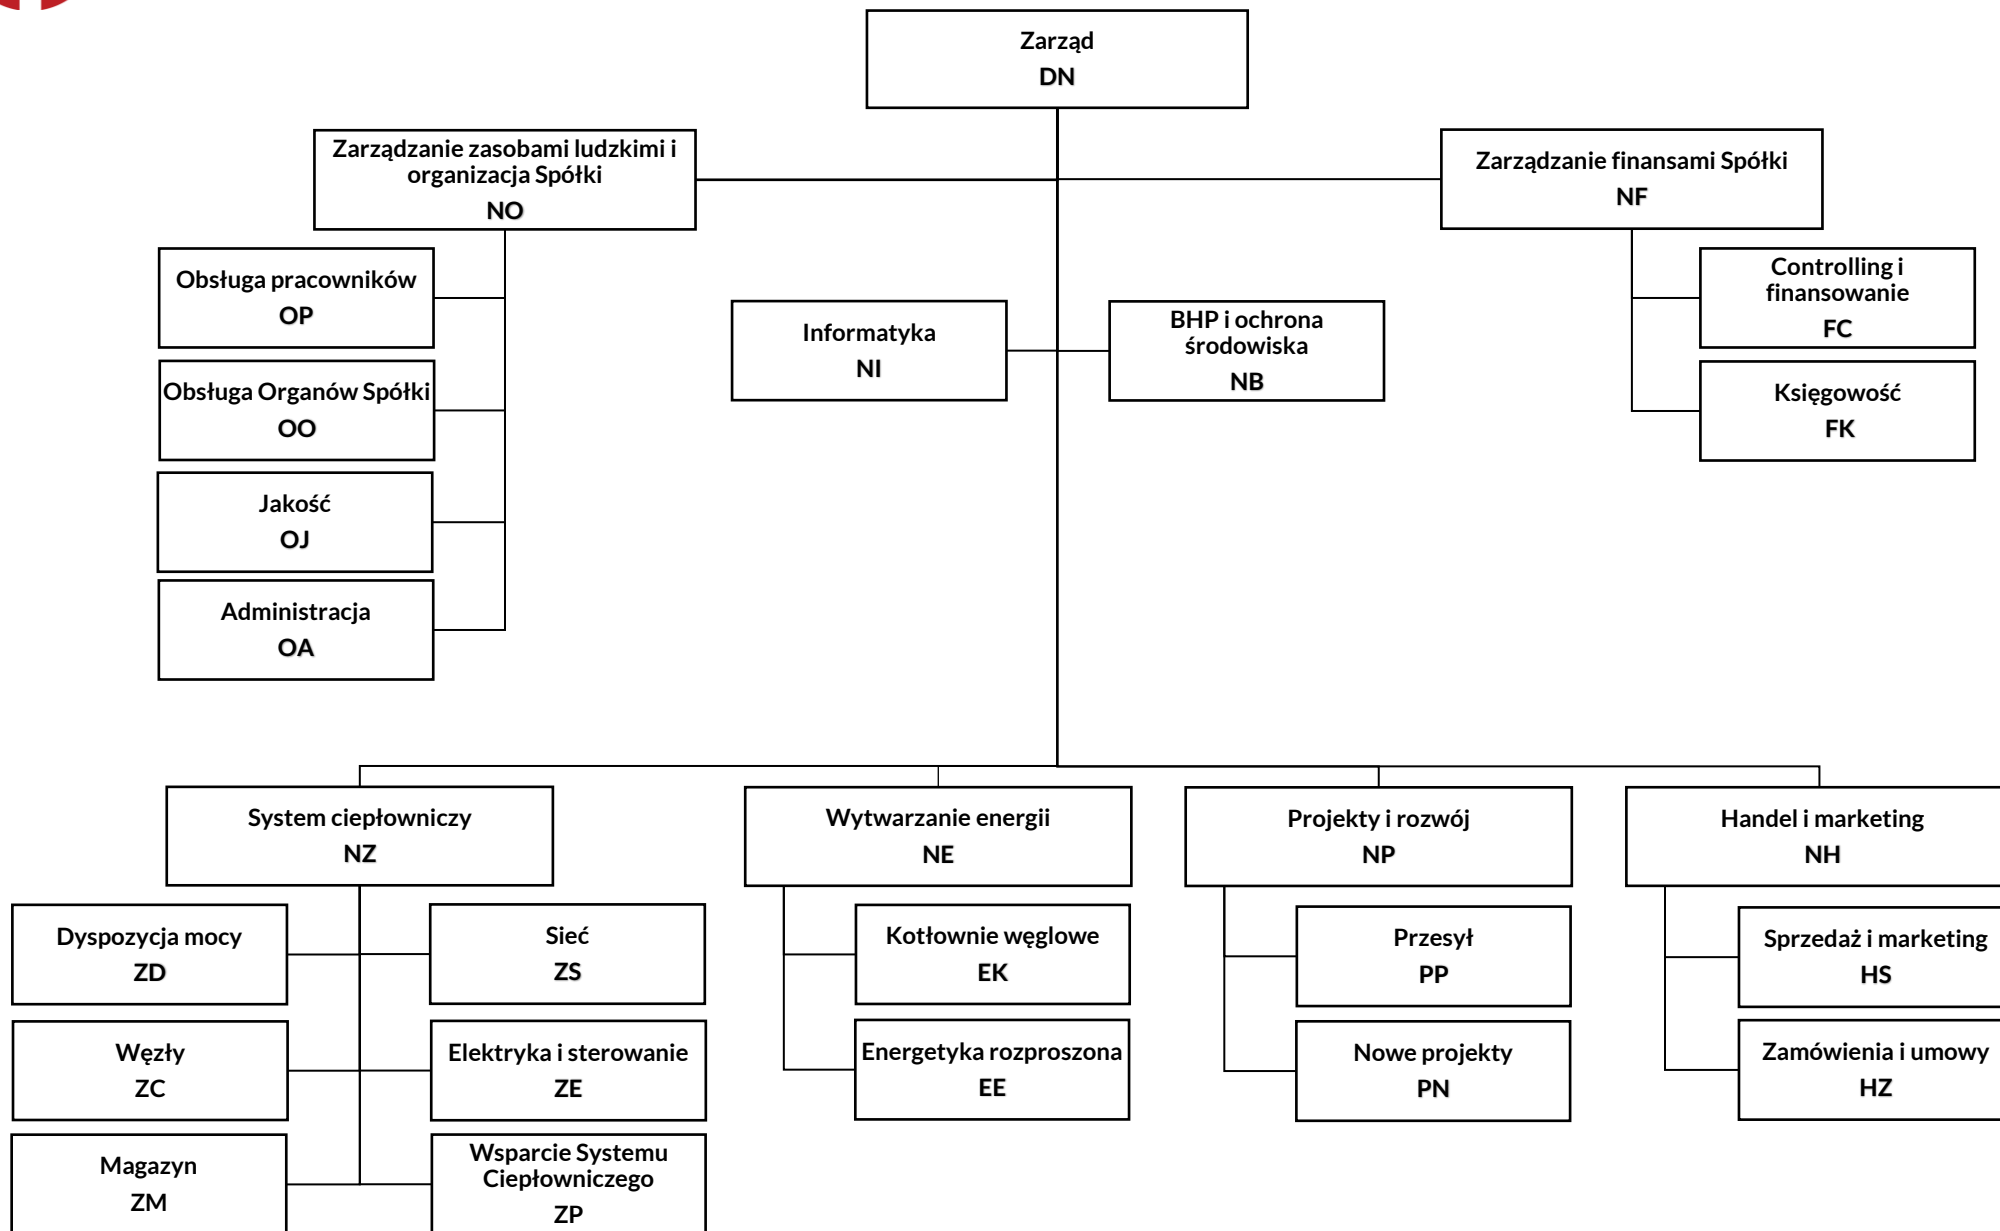 Zarząd
DN
Zarządzanie zasobami ludzkimi i
organizacja Spółki
NO
Zarządzanie finansami Spółki
NF
Obsługa pracowników
OP
Obsługa Organów Spółki
OO
Jakość
OJ
Administracja
OA
Informatyka
NI
BHP i ochrona
środowiska
NB
Controlling i
finansowanie
FC
Księgowość
FK
System ciepłowniczy
NZ
Dyspozycja mocy
ZD
Sieć
ZS
Węzły
ZC
Elektryka i sterowanie
ZE
Magazyn
ZM
Wsparcie Systemu
Ciepłowniczego
ZP
Wytwarzanie energii
NE
Kotłownie węglowe
EK
Energetyka rozproszona
EE
Projekty i rozwój
NP
Przesył
PP
Nowe projekty
PN
Handel i marketing
NH
Sprzedaż i marketing
HS
Zamówienia i umowy
HZ